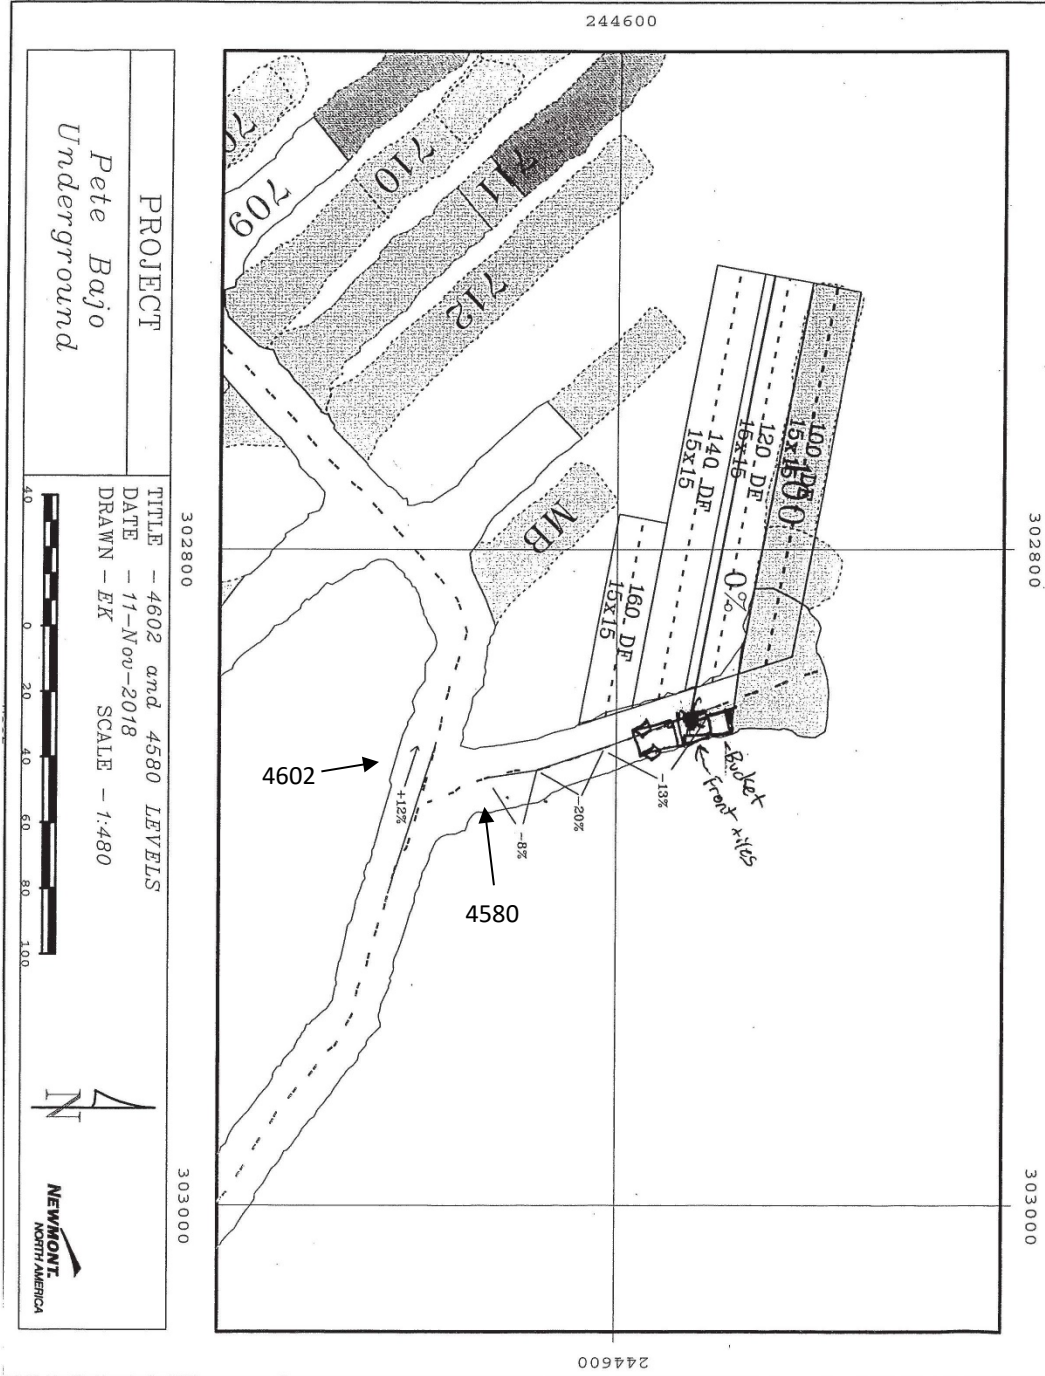 244600
PROJECT
Pete Bajo
Underground
TITLE - 4602 and 4580 LEVELS
DATE - 11-Nov-2018
DRAWN - EK SCALE - 1:480
40 0 20 40 60 80 100
N
NEWMONT.
NORTH AMERICA
302800
303000
302800
303000
244600
709
710
711
712
MB
100 DF
15x15
120 DF
15x15
140 DF
15x15
160 DF
15x15
0%
+12%
-8%
-20%
-13%
4602
4580
Bucket
Front tires